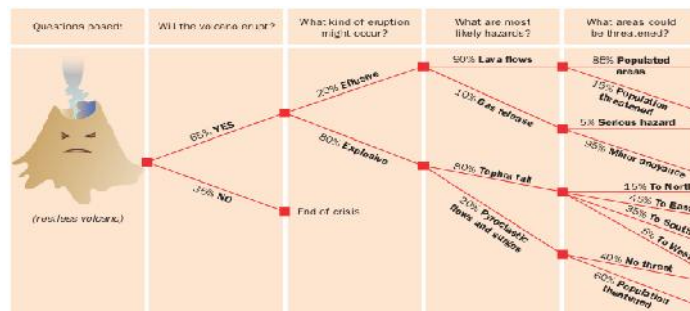 Questions posed:
Will the volcano erupt?
What kind of eruption
might occur?
What are most
likely hazards?
What areas could
be threatened?
(restless volcano)
65% YES
35% NO
End of crisis
20% Effusive
80% Explosive
90% Lava flows
10% Gas release
80% Tephra fall
20% Pyroclastic
flows and surges
85% Populated
areas
15% Population
threatened
5% Serious hazard
95% Minor annoyance
15% To North
45% To East
35% To South
5% To West
40% No threat
60% Population
threatened